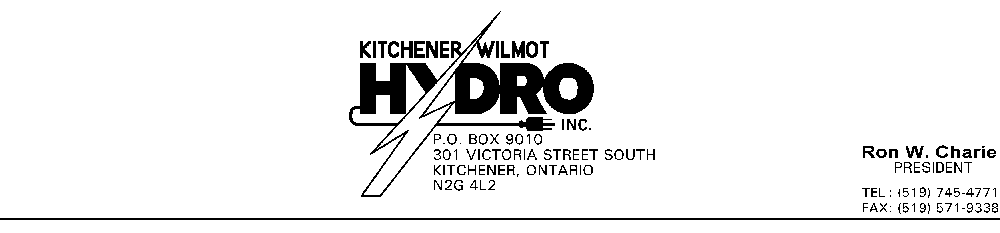 KITCHENER WILMOT
HYDRO
INC.
P.O. BOX 9010
301 VICTORIA STREET SOUTH
KITCHENER, ONTARIO
N2G 4L2
Ron W. Charie
PRESIDENT
TEL : (519) 745-4771
FAX: (519) 571-9338